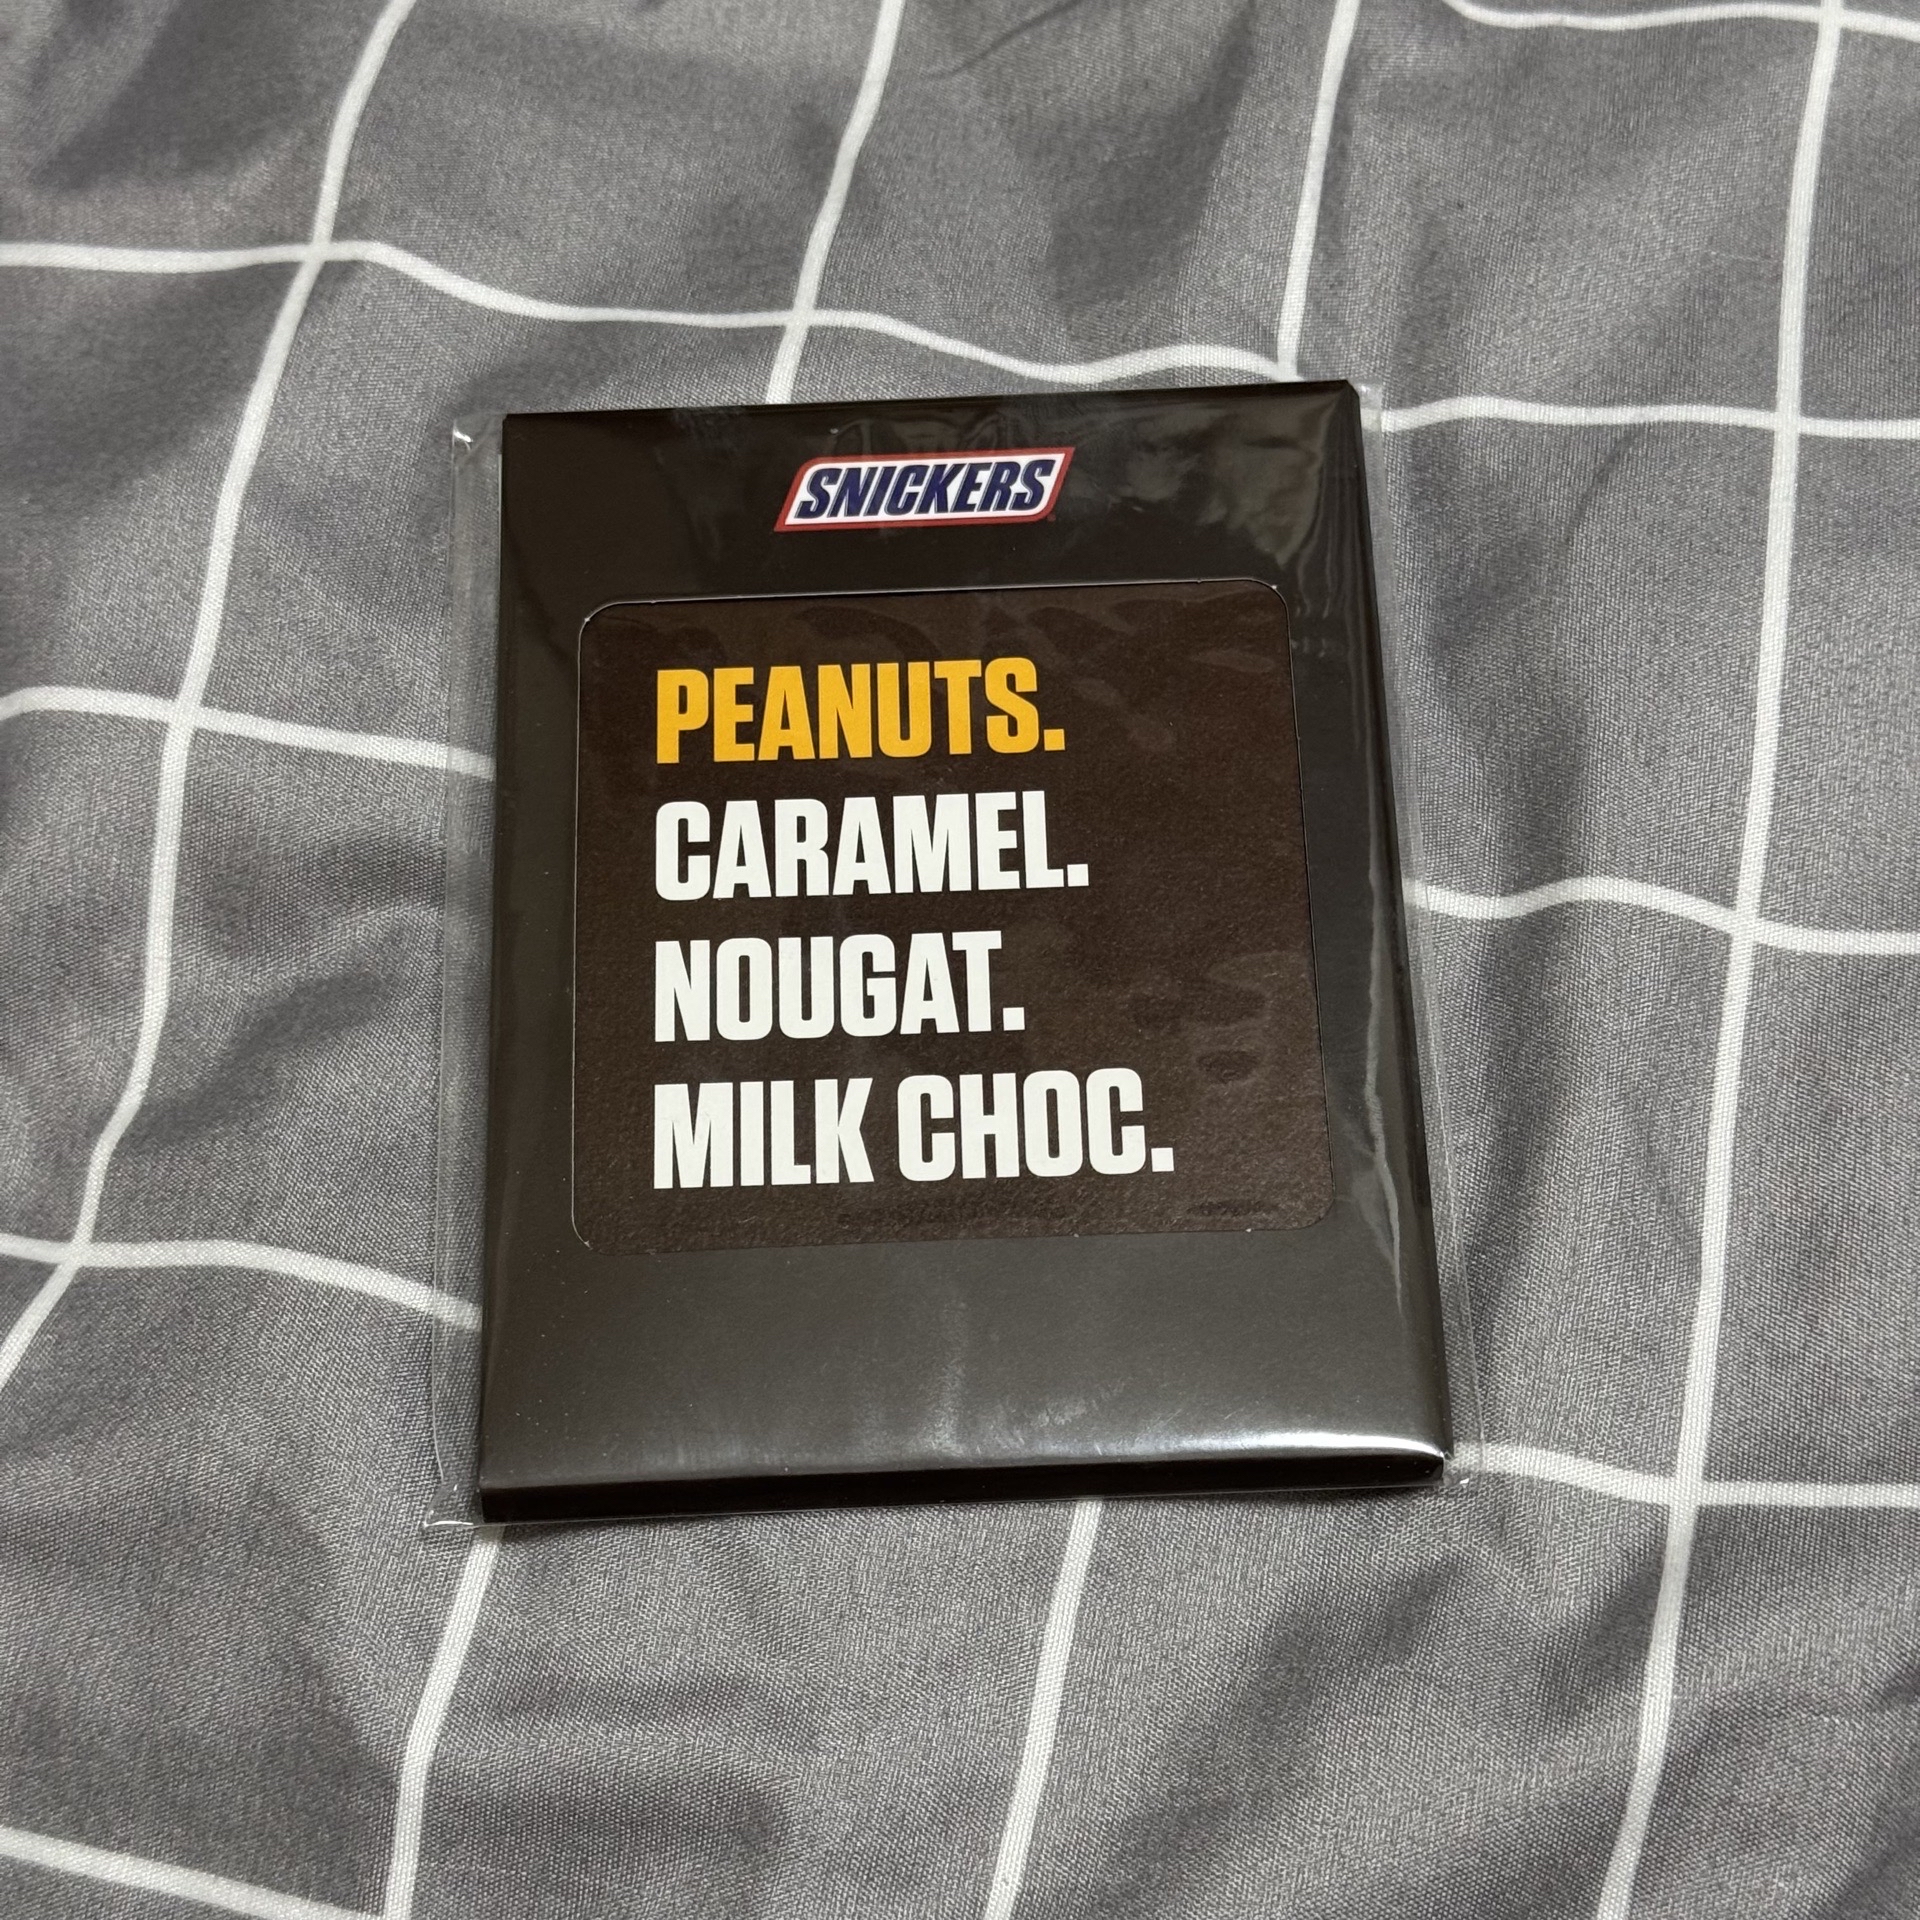 SNICKERS
PEANUTS.
CARAMEL.
NOUGAT.
MILK CHOC.